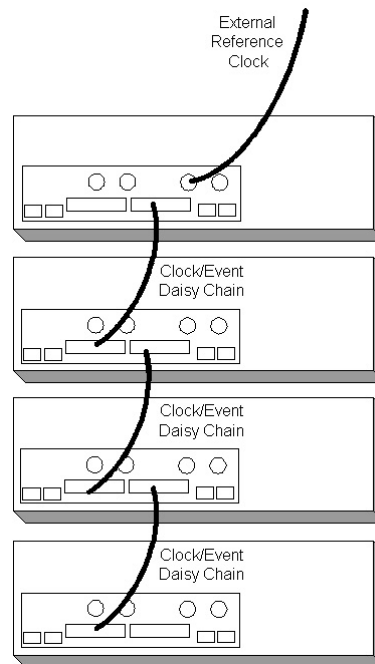 External
Reference
Clock
Clock/Event
Daisy Chain
Clock/Event
Daisy Chain
Clock/Event
Daisy Chain